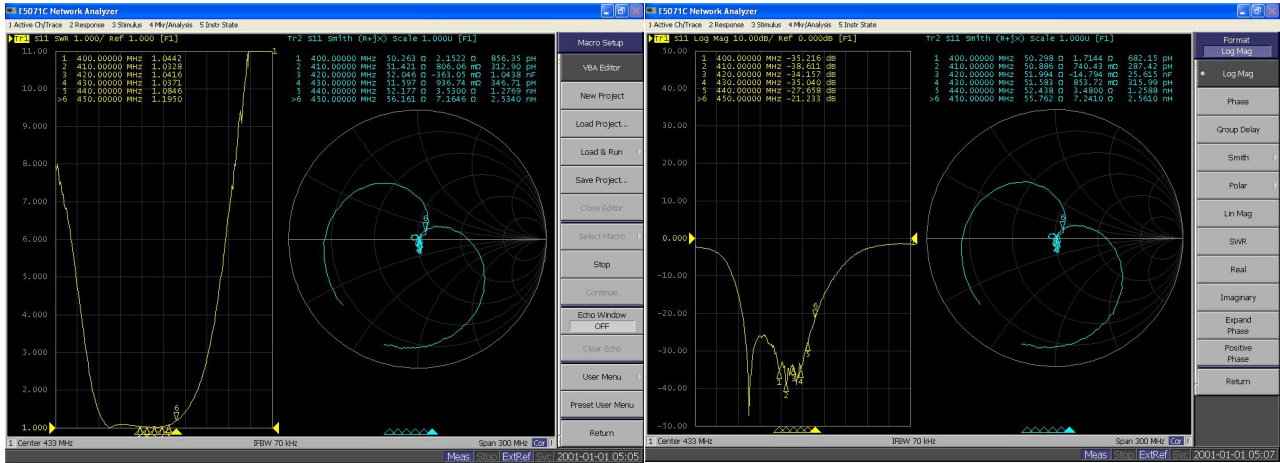 E5071C Network Analyzer
1 Active Ch/Trace 2 Response 3 Stimulus 4 Mkr/Analysis 5 Instr State
Tr1 S11 SWR 1.000/ Ref 1.000 [F1]
11.00
10.00
9.000
8.000
7.000
6.000
5.000
4.000
3.000
2.000
1.000
1 400.00000 MHz 1.0442
2 410.00000 MHz 1.0328
3 420.00000 MHz 1.0416
4 430.00000 MHz 1.0371
5 440.00000 MHz 1.0846
>6 450.00000 MHz 1.1950
1
6
Tr2 S11 Smith (R+jX) Scale 1.000U [F1]
1 400.00000 MHz 50.263 Ω 2.1522 Ω 856.35 pH
2 410.00000 MHz 51.421 Ω 806.06 mΩ 312.90 pH
3 420.00000 MHz 52.046 Ω -363.05 mΩ 1.0438 nF
4 430.00000 MHz 51.597 Ω 936.74 mΩ 346.71 pH
5 440.00000 MHz 52.177 Ω 3.5300 Ω 1.2769 nH
>6 450.00000 MHz 56.161 Ω 7.1646 Ω 2.5340 nH
6
Macro Setup
VBA Editor
New Project
Load Project...
Load & Run
Save Project...
Close Editor
Select Macro
Stop
Continue
Echo Window
OFF
Clear Echo
User Menu
Preset User Menu
Return
1 Center 433 MHz IFBW 70 kHz Span 300 MHz Cor !
Meas Stop ExtRef Svc 2001-01-01 05:05
E5071C Network Analyzer
1 Active Ch/Trace 2 Response 3 Stimulus 4 Mkr/Analysis 5 Instr State
Tr1 S11 Log Mag 10.00dB/ Ref 0.000dB [F1]
50.00
40.00
30.00
20.00
10.00
0.000
-10.00
-20.00
-30.00
-40.00
-50.00
1 400.00000 MHz -35.216 dB
2 410.00000 MHz -38.611 dB
3 420.00000 MHz -34.157 dB
4 430.00000 MHz -35.040 dB
5 440.00000 MHz -27.658 dB
>6 450.00000 MHz -21.233 dB
6
5
1
3
4
2
Tr2 S11 Smith (R+jX) Scale 1.000U [F1]
1 400.00000 MHz 50.298 Ω 1.7144 Ω 682.15 pH
2 410.00000 MHz 50.886 Ω 740.43 mΩ 287.42 pH
3 420.00000 MHz 51.994 Ω -14.794 mΩ 25.615 nF
4 430.00000 MHz 51.583 Ω 853.72 mΩ 315.99 pH
5 440.00000 MHz 52.438 Ω 3.4800 Ω 1.2588 nH
>6 450.00000 MHz 55.762 Ω 7.2410 Ω 2.5610 nH
6
Format
Log Mag
Log Mag
Phase
Group Delay
Smith
Polar
Lin Mag
SWR
Real
Imaginary
Expand
Phase
Positive
Phase
Return
1 Center 433 MHz IFBW 70 kHz Span 300 MHz Cor !
Meas Stop ExtRef Svc 2001-01-01 05:07